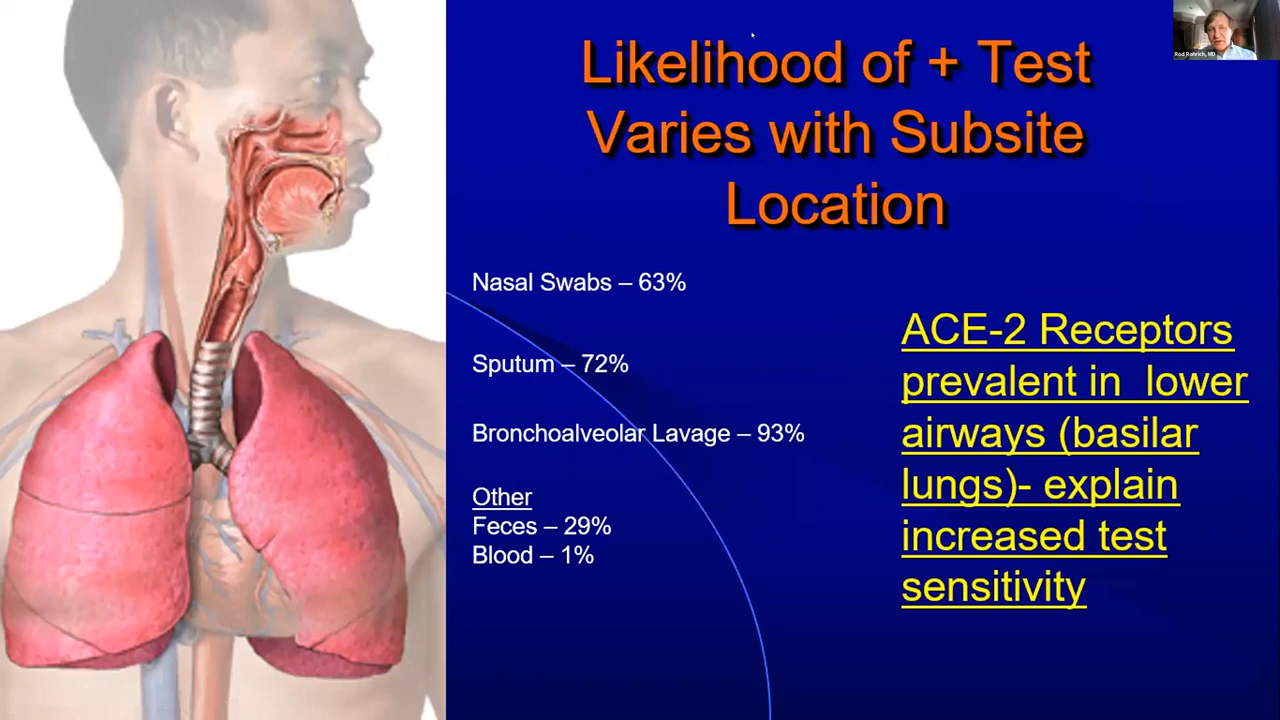 Likelihood of + Test
Varies with Subsite
Location
Rod Rohrich, MD
Nasal Swabs – 63%
Sputum – 72%
Bronchoalveolar Lavage – 93%
Other
Feces – 29%
Blood – 1%
ACE-2 Receptors
prevalent in  lower
airways (basilar
lungs)- explain
increased test
sensitivity